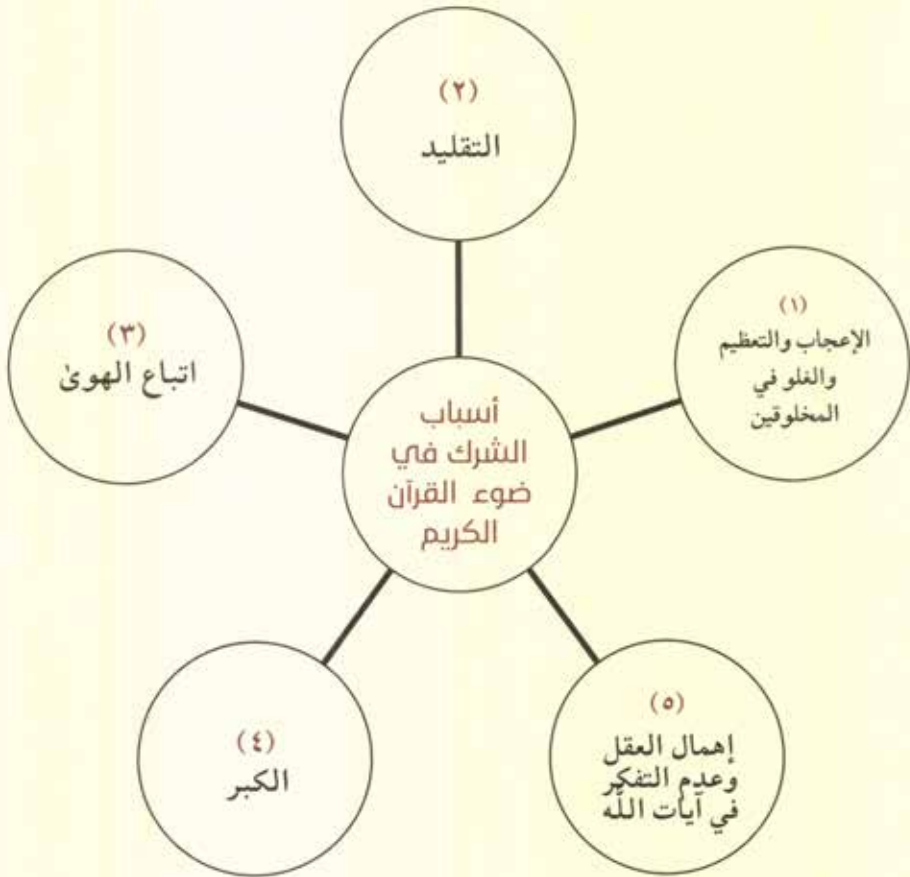 أسباب
الشرك في
ضوء القرآن
الكريم
(١)
الإعجاب والتعظيم
والغلو في
المخلوقين
(٢)
التقليد
(٣)
اتباع الهوىٰ
(٤)
الكبر
(٥)
إهمال العقل
وعدم التفكر
في آيات اللَّه